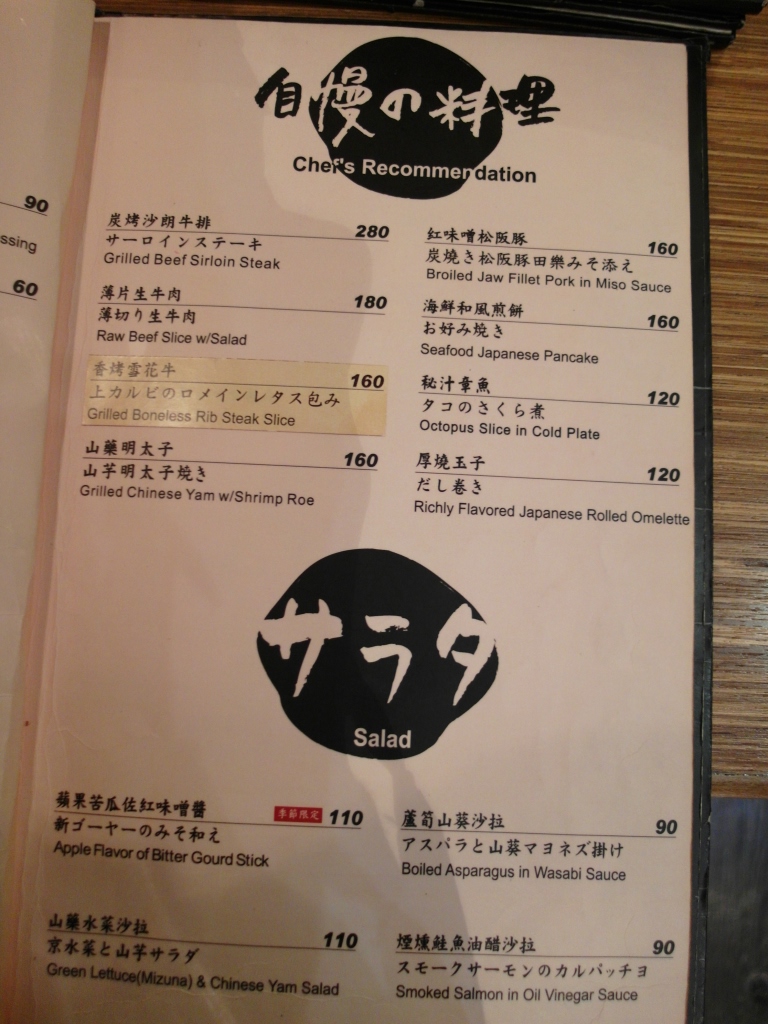 90
ssing
60
自慢の料理
Chef's Recommendation
炭烤沙朗牛排 280
サーロインステーキ
Grilled Beef Sirloin Steak
薄片生牛肉 180
薄切り生牛肉
Raw Beef Slice w/Salad
香烤雪花牛 160
上カルビのロメインレタス包み
Grilled Boneless Rib Steak Slice
山藥明太子 160
山芋明太子焼き
Grilled Chinese Yam w/Shrimp Roe
紅味噌松阪豚 160
炭焼き松阪豚田樂みそ添え
Broiled Jaw Fillet Pork in Miso Sauce
海鮮和風煎餅 160
お好み焼き
Seafood Japanese Pancake
秘汁章魚 120
タコのさくら煮
Octopus Slice in Cold Plate
厚燒玉子 120
だし巻き
Richly Flavored Japanese Rolled Omelette
サラダ
Salad
蘋果苦瓜佐紅味噌醬 季節限定 110
新ゴーヤーのみそ和え
Apple Flavor of Bitter Gourd Stick
山藥水菜沙拉 110
京水菜と山芋サラダ
Green Lettuce(Mizuna) & Chinese Yam Salad
蘆筍山葵沙拉 90
アスパラと山葵マヨネズ掛け
Boiled Asparagus in Wasabi Sauce
煙燻鮭魚油醋沙拉 90
スモークサーモンのカルパッチョ
Smoked Salmon in Oil Vinegar Sauce